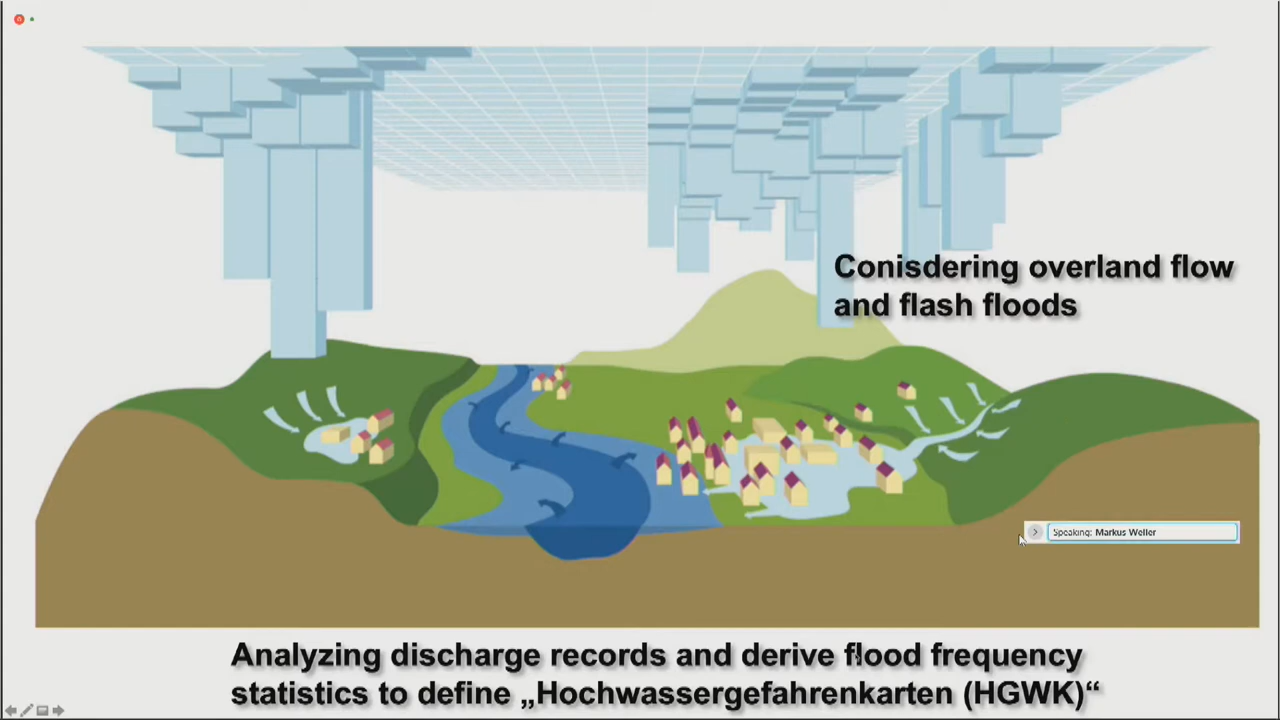 Conisdering overland flow
and flash floods
Speaking: Markus Weller
Analyzing discharge records and derive flood frequency
statistics to define „Hochwassergefahrenkarten (HGWK)“